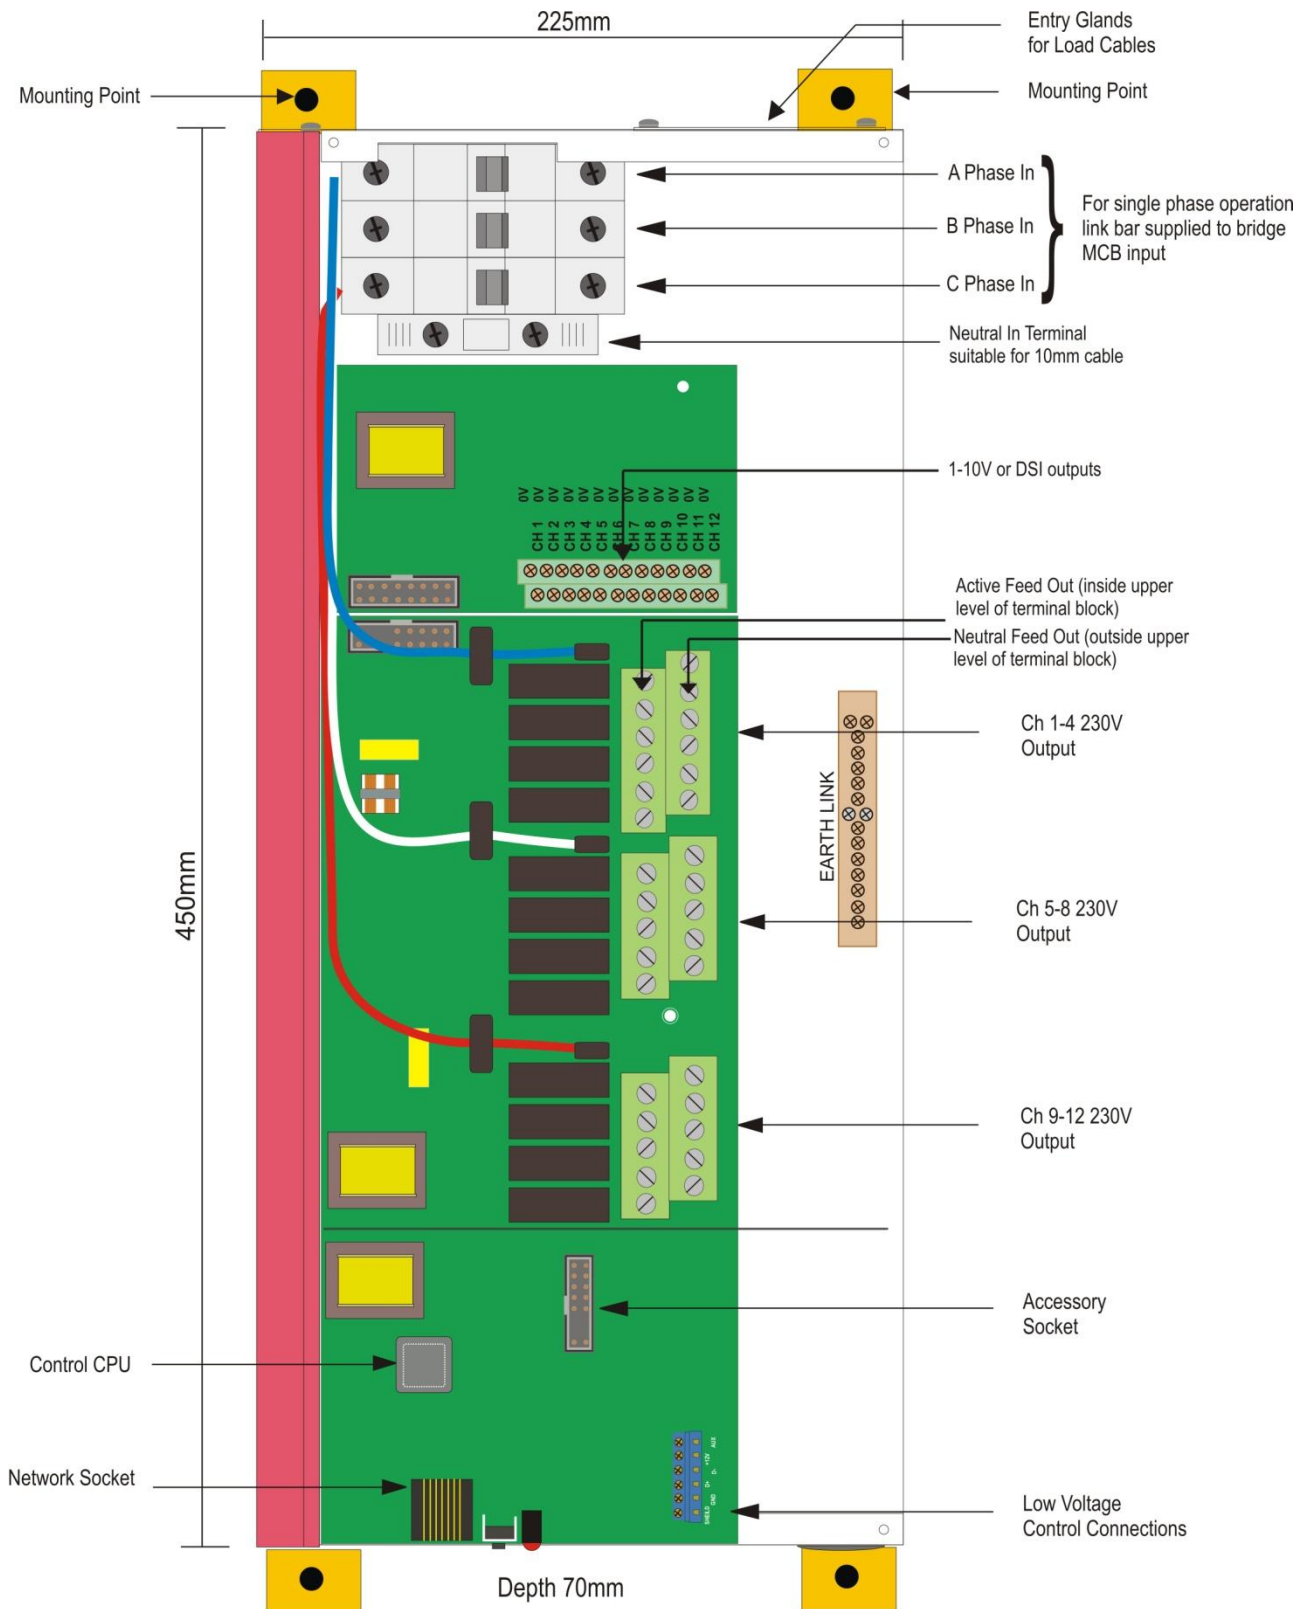 225mm
Entry Glands
for Load Cables
Mounting Point
Mounting Point
A Phase In
B Phase In
C Phase In
For single phase operation
link bar supplied to bridge
MCB input
Neutral In Terminal
suitable for 10mm cable
1-10V or DSI outputs
0V 0V 0V 0V 0V 0V 0V 0V 0V 0V 0V 0V 0V
CH 1
CH 2
CH 3
CH 4
CH 5
CH 6
CH 7
CH 8
CH 9
CH 10
CH 11
CH 12
Active Feed Out (inside upper
level of terminal block)
Neutral Feed Out (outside upper
level of terminal block)
Ch 1-4 230V
Output
EARTH LINK
450mm
Ch 5-8 230V
Output
Ch 9-12 230V
Output
Accessory
Socket
Control CPU
Network Socket
AUX
+12V
D-
D+
GND
SHEILD
Low Voltage
Control Connections
Depth 70mm